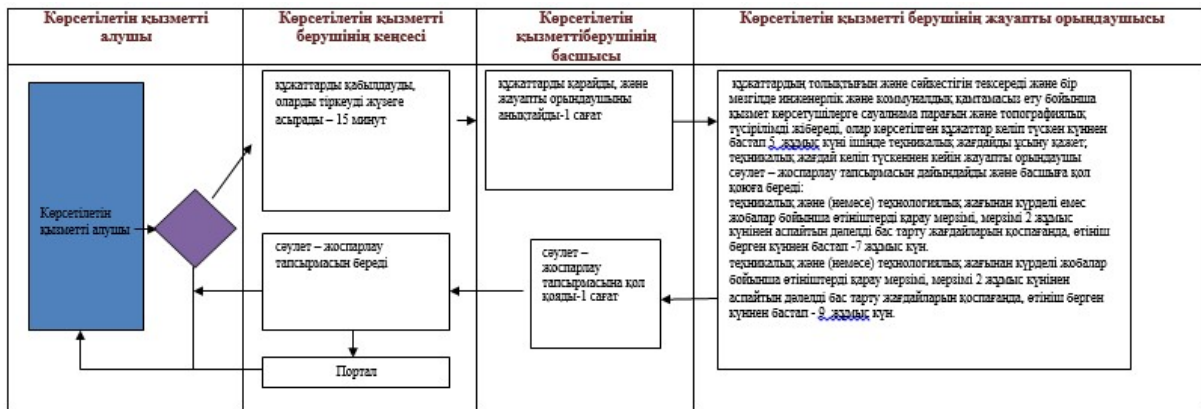 Көрсетілетін қызметті
алушы
Көрсетілетін қызметті
берушінің кеңсесі
Көрсетілетін
қызметтіберушінің
басшысы
Көрсетілетін қызметті берушінің жауапты орындаушысы
Көрсетілетін
қызметті алушы
құжаттарды қабылдауды,
оларды тіркеуді жүзеге
асырады – 15 минут
құжаттарды қарайды, және
жауапты орындаушыны
анықтайды-1 сағат
құжаттардың толықтығын және сәйкестігін тексереді және бір
мезгілде инженерлік және коммуналдық қамтамасыз ету бойынша
қызмет көрсетушілерге сауалнама парағын және топографиялық
түсірілімді жібереді, олар көрсетілген құжаттар келіп түскен күннен
бастап 5 жұмыс күні ішінде техникалық жағдайды ұсыну қажет;
техникалық жағдай келіп түскеннен кейін жауапты орындаушы
сәулет – жоспарлау тапсырмасын дайындайды және басшыға қол
қоюға береді:
техникалық және (немесе) технологиялық жағынан күрделі емес
жобалар бойынша өтініштерді қарау мерзімі, мерзімі 2 жұмыс
күнінен аспайтын дәлелді бас тарту жағдайларын қоспағанда, өтініш
берген күннен бастап -7 жұмыс күн.
техникалық және (немесе) технологиялық жағынан күрделі жобалар
бойынша өтініштерді қарау мерзімі, мерзімі 2 жұмыс күнінен
аспайтын дәлелді бас тарту жағдайларын қоспағанда, өтініш берген
күннен бастап - 9 жұмыс күн.
сәулет – жоспарлау
тапсырмасын береді
сәулет –
жоспарлау
тапсырмасына қол
қояды-1 сағат
Портал